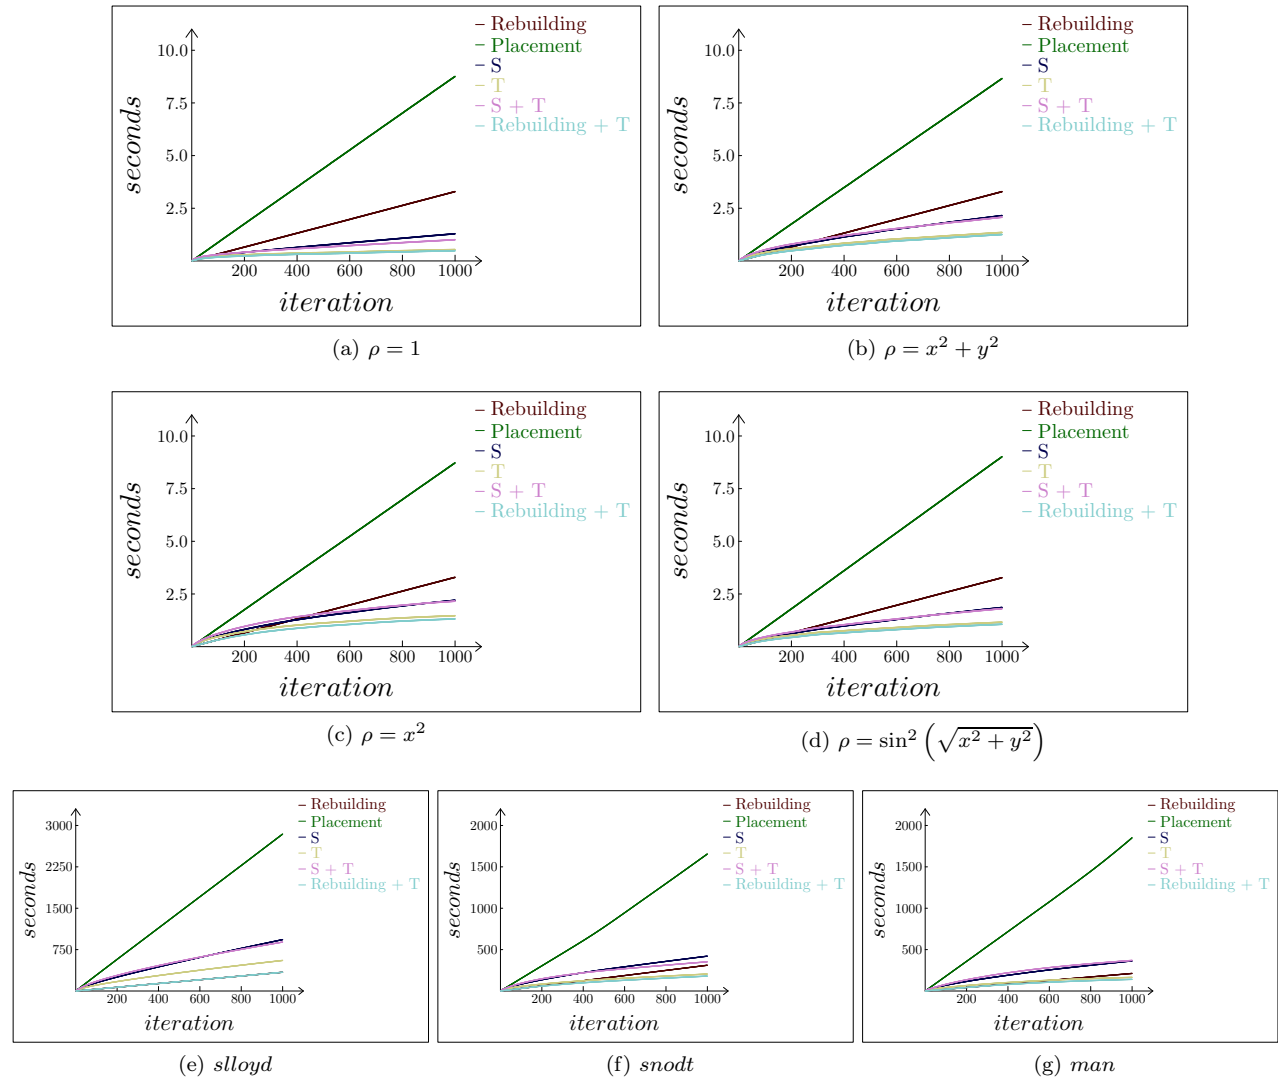 Rebuilding
Placement
S
T
S + T
Rebuilding + T
10.0
7.5
5.0
2.5
seconds
200 400 600 800 1000
iteration
(a) ρ = 1
Rebuilding
Placement
S
T
S + T
Rebuilding + T
10.0
7.5
5.0
2.5
seconds
200 400 600 800 1000
iteration
(b) ρ = x² + y²
Rebuilding
Placement
S
T
S + T
Rebuilding + T
10.0
7.5
5.0
2.5
seconds
200 400 600 800 1000
iteration
(c) ρ = x²
Rebuilding
Placement
S
T
S + T
Rebuilding + T
10.0
7.5
5.0
2.5
seconds
200 400 600 800 1000
iteration
(d) ρ = sin² (√(x² + y²))
Rebuilding
Placement
S
T
S + T
Rebuilding + T
3000
2250
1500
750
seconds
200 400 600 800 1000
iteration
(e) slloyd
Rebuilding
Placement
S
T
S + T
Rebuilding + T
2000
1500
1000
500
seconds
200 400 600 800 1000
iteration
(f) snodt
Rebuilding
Placement
S
T
S + T
Rebuilding + T
2000
1500
1000
500
seconds
200 400 600 800 1000
iteration
(g) man